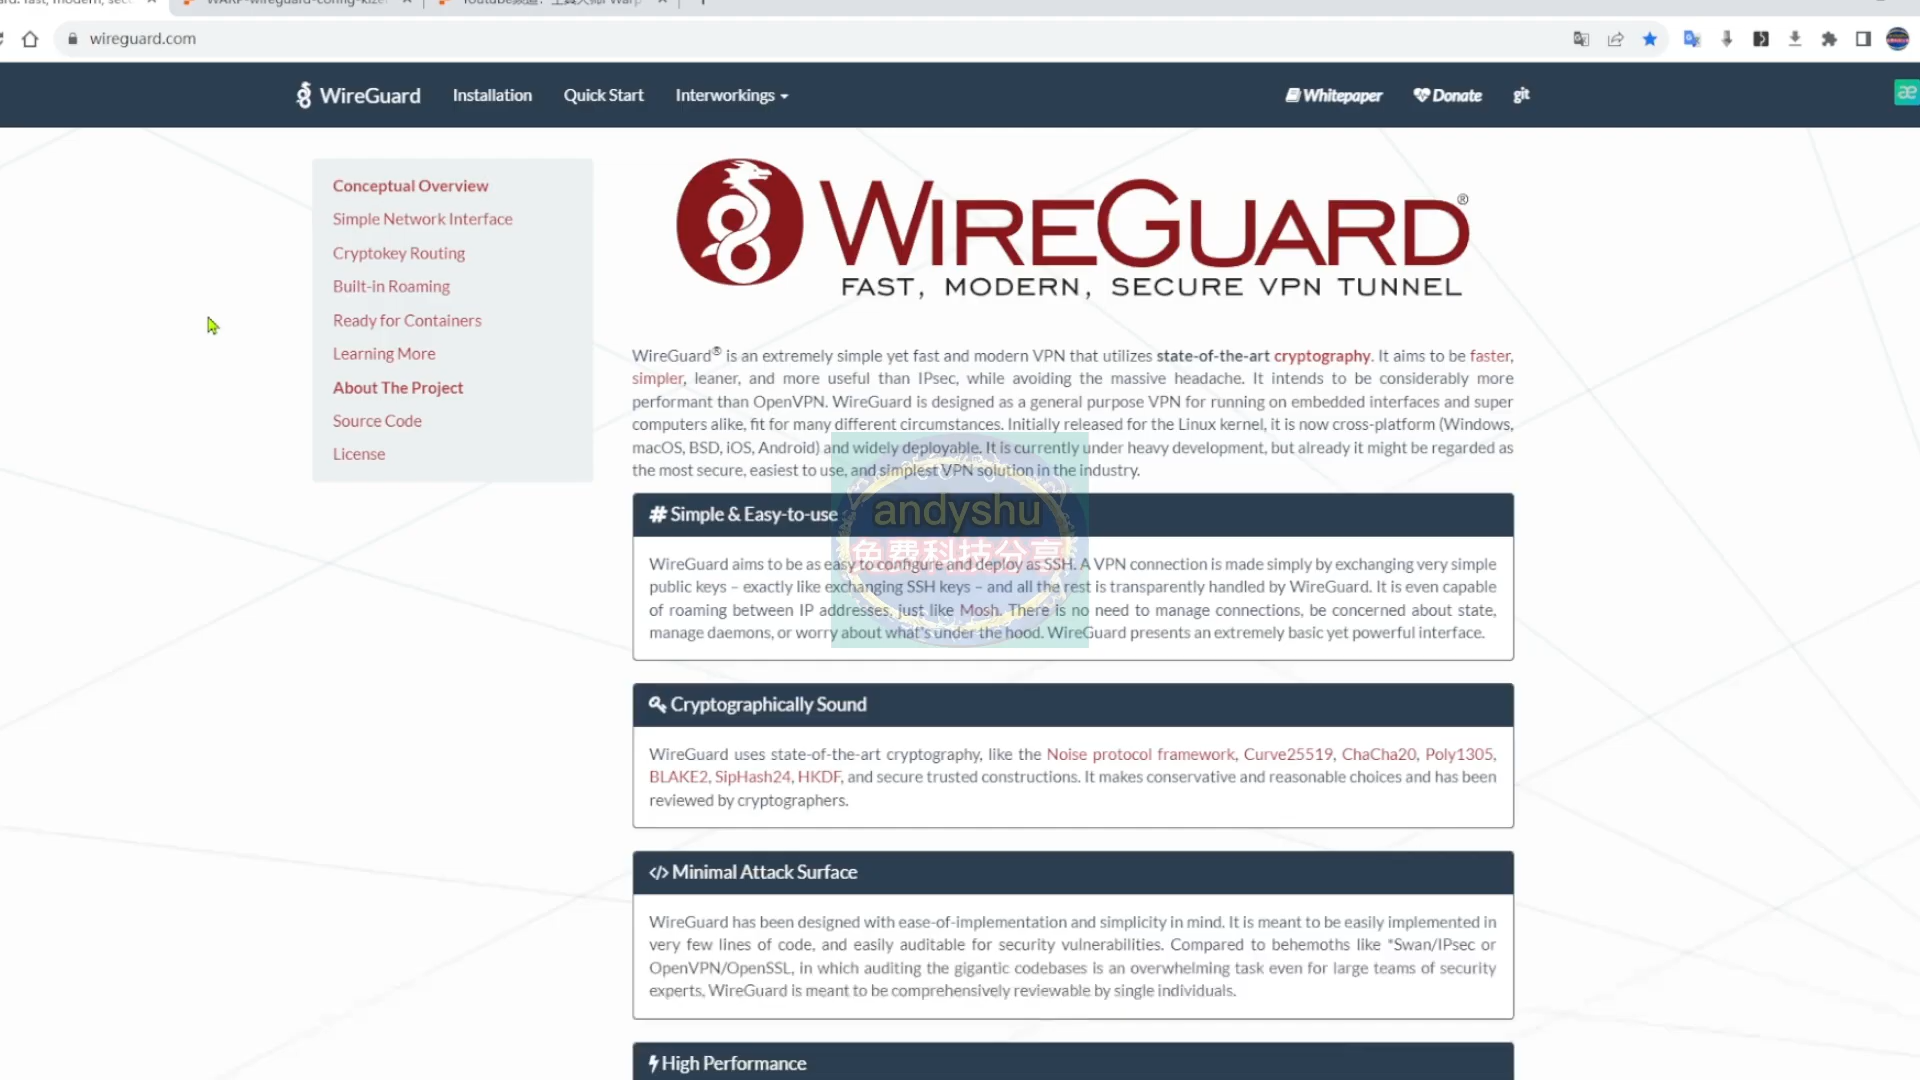 wireguard.com
WireGuard Installation Quick Start Interworkings Whitepaper Donate git
Conceptual Overview
Simple Network Interface
Cryptokey Routing
Built-in Roaming
Ready for Containers
Learning More
About The Project
Source Code
License
WIREGUARD®
FAST, MODERN, SECURE VPN TUNNEL
WireGuard® is an extremely simple yet fast and modern VPN that utilizes state-of-the-art cryptography. It aims to be faster,
simpler, leaner, and more useful than IPsec, while avoiding the massive headache. It intends to be considerably more
performant than OpenVPN. WireGuard is designed as a general purpose VPN for running on embedded interfaces and super
computers alike, fit for many different circumstances. Initially released for the Linux kernel, it is now cross-platform (Windows,
macOS, BSD, iOS, Android) and widely deployable. It is currently under heavy development, but already it might be regarded as
the most secure, easiest to use, and simplest VPN solution in the industry.
# Simple & Easy-to-use
andyshu
免费科技分享
WireGuard aims to be as easy to configure and deploy as SSH. A VPN connection is made simply by exchanging very simple
public keys – exactly like exchanging SSH keys – and all the rest is transparently handled by WireGuard. It is even capable
of roaming between IP addresses, just like Mosh. There is no need to manage connections, be concerned about state,
manage daemons, or worry about what's under the hood. WireGuard presents an extremely basic yet powerful interface.
Cryptographically Sound
WireGuard uses state-of-the-art cryptography, like the Noise protocol framework, Curve25519, ChaCha20, Poly1305,
BLAKE2, SipHash24, HKDF, and secure trusted constructions. It makes conservative and reasonable choices and has been
reviewed by cryptographers.
</> Minimal Attack Surface
WireGuard has been designed with ease-of-implementation and simplicity in mind. It is meant to be easily implemented in
very few lines of code, and easily auditable for security vulnerabilities. Compared to behemoths like *Swan/IPsec or
OpenVPN/OpenSSL, in which auditing the gigantic codebases is an overwhelming task even for large teams of security
experts, WireGuard is meant to be comprehensively reviewable by single individuals.
High Performance